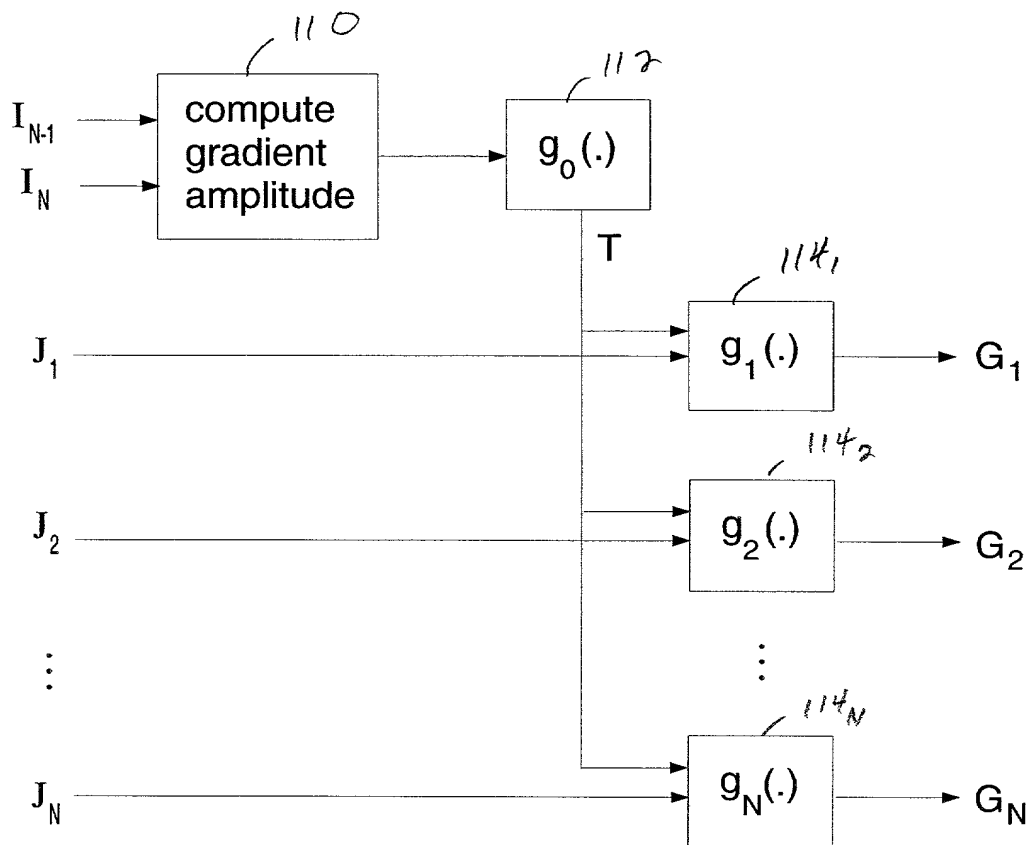 110
112
I_N-1
compute
gradient
amplitude
g_0(.)
I_N
T
114_1
J_1
g_1(.)
G_1
114_2
J_2
g_2(.)
G_2
⋮
⋮
114_N
J_N
g_N(.)
G_N